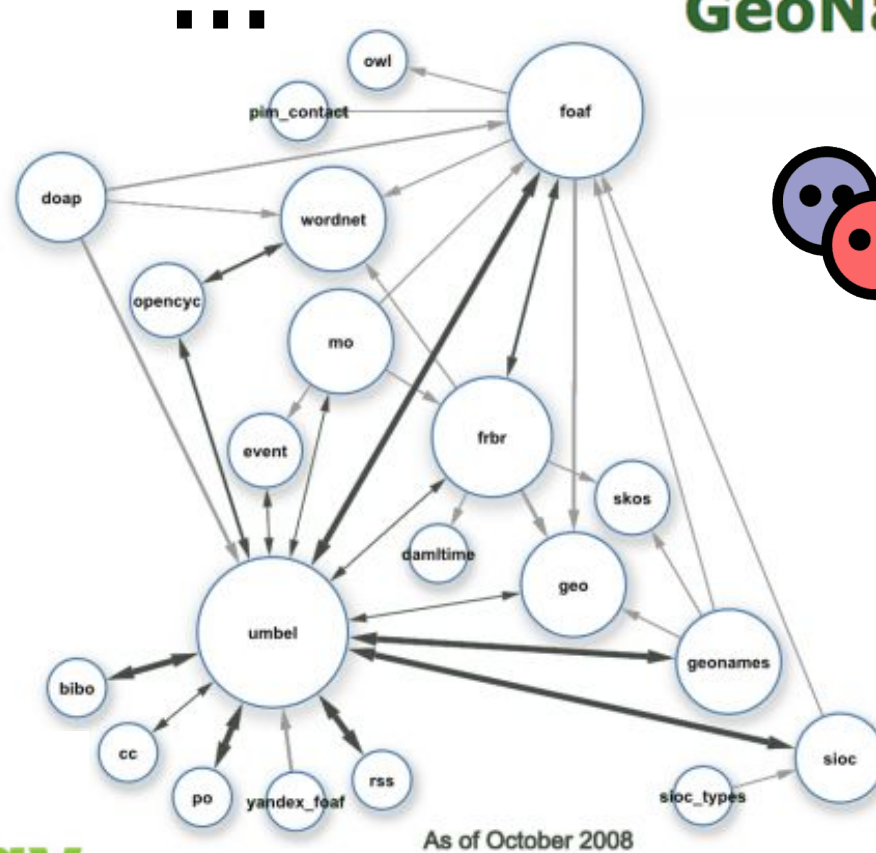 ...
GeoNa
owl
pim_contact
foaf
doap
wordnet
opencyc
mo
event
frbr
skos
damltime
geo
umbel
geonames
bibo
cc
po
yandex_foaf
rss
sioc
sioc_types
As of October 2008